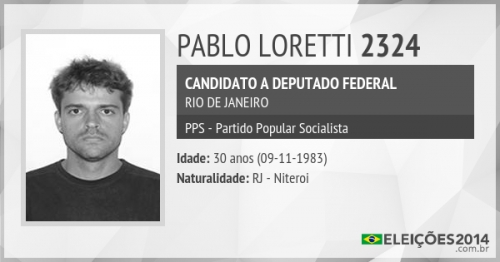 PABLO LORETTI 2324
CANDIDATO A DEPUTADO FEDERAL
RIO DE JANEIRO
PPS - Partido Popular Socialista
Idade: 30 anos (09-11-1983)
Naturalidade: RJ - Niteroi
ELEIÇÕES2014
.com.br